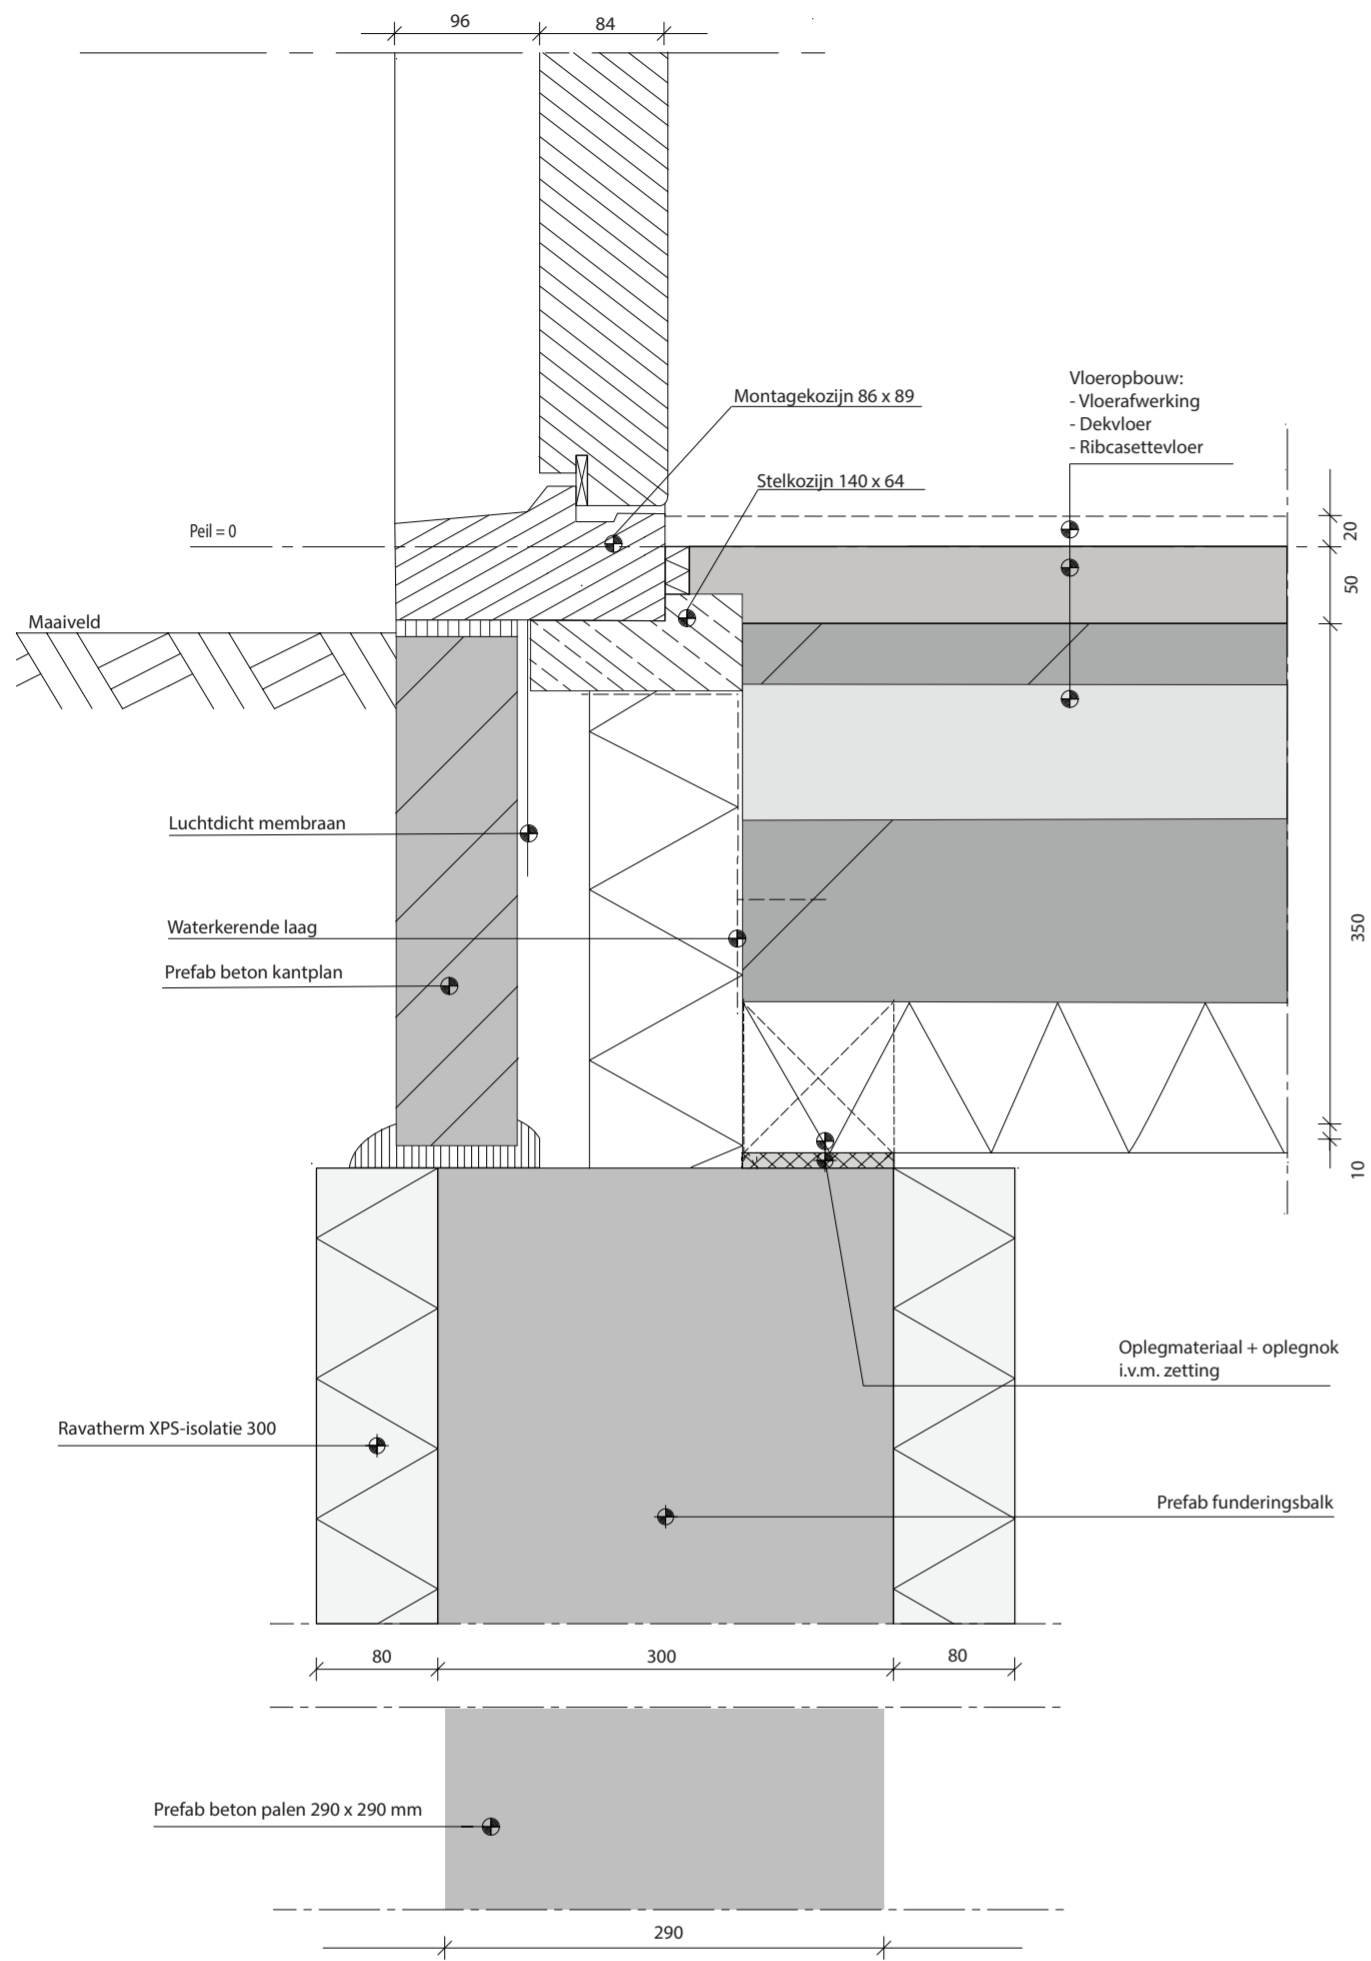 96
84
Vloeropbouw:
- Vloerafwerking
- Dekvloer
- Ribcasettevloer
Montagekozijn 86 x 89
Stelkozijn 140 x 64
Peil = 0
20
50
Maaiveld
Luchtdicht membraan
Waterkerende laag
350
Prefab beton kantplan
10
Oplegmateriaal + oplegnok
i.v.m. zetting
Ravatherm XPS-isolatie 300
Prefab funderingsbalk
80
300
80
Prefab beton palen 290 x 290 mm
290